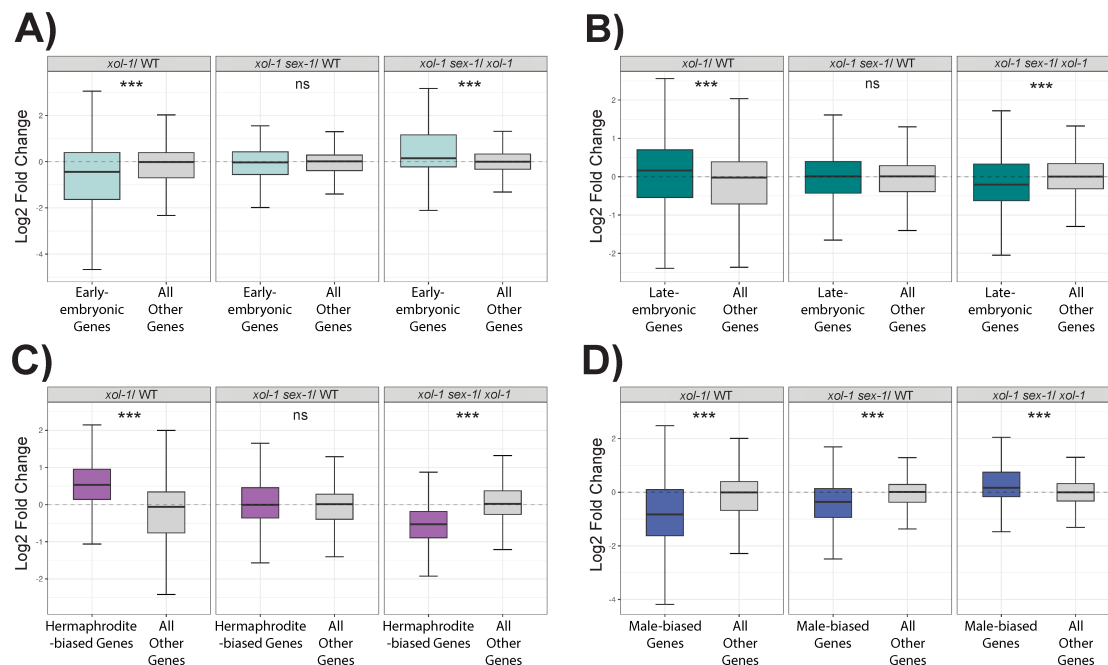 A)
xol-1/ WT
xol-1 sex-1/ WT
xol-1 sex-1/ xol-1
***
ns
***
Log2 Fold Change
2
0
-2
-4
Early-
embryonic
Genes
All
Other
Genes
Early-
embryonic
Genes
All
Other
Genes
Early-
embryonic
Genes
All
Other
Genes
B)
xol-1/ WT
xol-1 sex-1/ WT
xol-1 sex-1/ xol-1
***
ns
***
Log2 Fold Change
2
1
0
-1
-2
Late-
embryonic
Genes
All
Other
Genes
Late-
embryonic
Genes
All
Other
Genes
Late-
embryonic
Genes
All
Other
Genes
C)
xol-1/ WT
xol-1 sex-1/ WT
xol-1 sex-1/ xol-1
***
ns
***
Log2 Fold Change
2
1
0
-1
-2
Hermaphrodite
-biased Genes
All
Other
Genes
Hermaphrodite
-biased Genes
All
Other
Genes
Hermaphrodite
-biased Genes
All
Other
Genes
D)
xol-1/ WT
xol-1 sex-1/ WT
xol-1 sex-1/ xol-1
***
***
***
Log2 Fold Change
2
0
-2
-4
Male-biased
Genes
All
Other
Genes
Male-biased
Genes
All
Other
Genes
Male-biased
Genes
All
Other
Genes